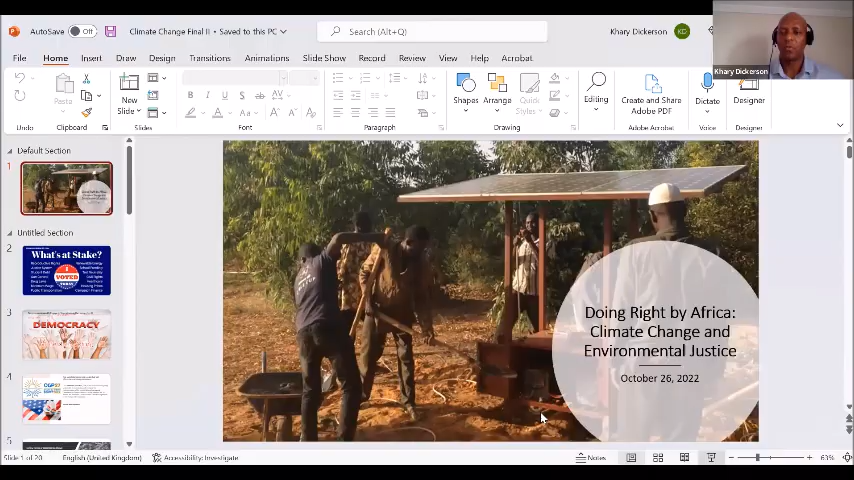 AutoSave Off Climate Change Final II • Saved to this PC Search (Alt+Q) Khary Dickerson KD
Khary Dickerson
File Home Insert Draw Design Transitions Animations Slide Show Record Review View Help Acrobat
Paste New Slide Shapes Arrange Quick Styles Editing Create and Share Adobe PDF Dictate Designer
Undo Clipboard Slides Font Paragraph Drawing Adobe Acrobat Voice Designer
Default Section
1
Untitled Section
2
What's at Stake?
I VOTED
3
DEMOCRACY
4
5
Doing Right by Africa:
Climate Change and
Environmental Justice
October 26, 2022
Slide 1 of 20 English (United Kingdom) Accessibility: Investigate Notes 63%